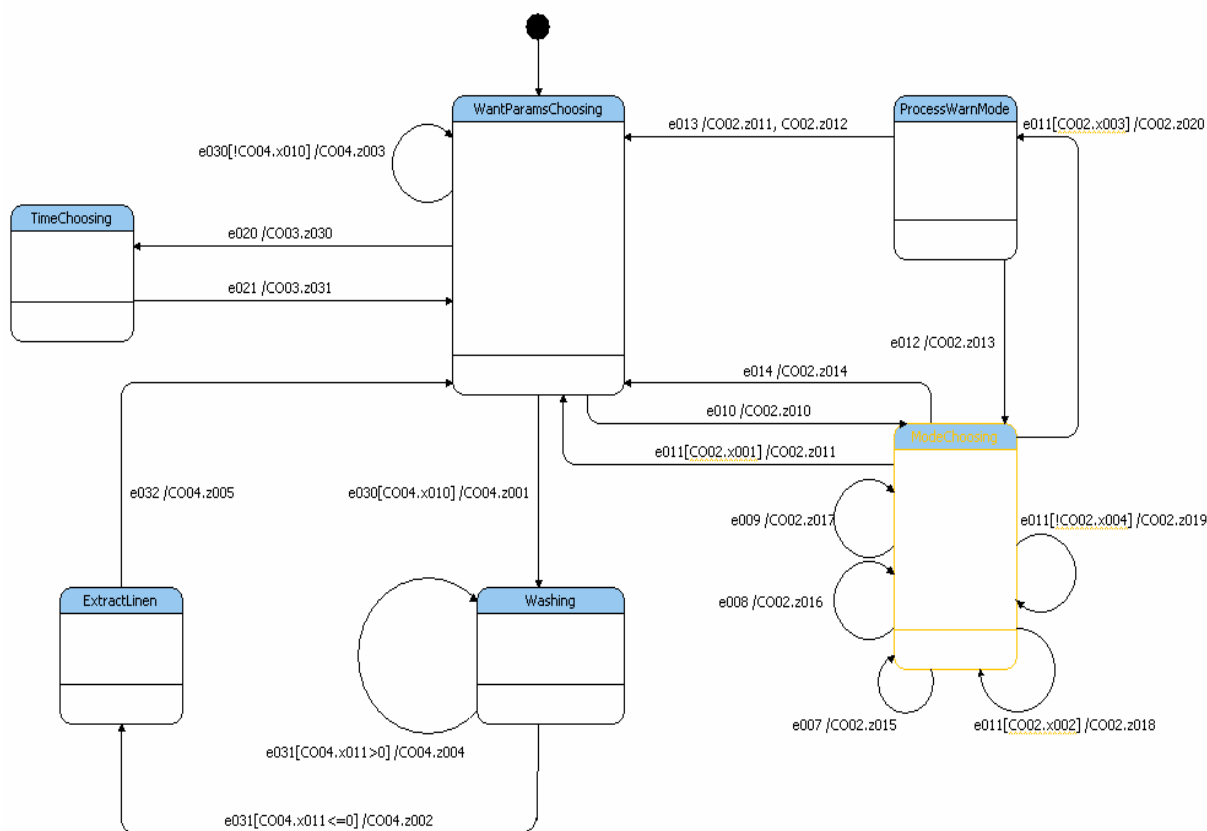 WantParamsChoosing
ProcessWarnMode
e013 /CO02.z011, CO02.z012
e011[CO02.x003] /CO02.z020
e030[!CO04.x010] /CO04.z003
TimeChoosing
e020 /CO03.z030
e021 /CO03.z031
e012 /CO02.z013
e014 /CO02.z014
e010 /CO02.z010
ModeChoosing
e011[CO02.x001] /CO02.z011
e032 /CO04.z005
e030[CO04.x010] /CO04.z001
e009 /CO02.z017
e011[!CO02.x004] /CO02.z019
ExtractLinen
Washing
e008 /CO02.z016
e007 /CO02.z015
e011[CO02.x002] /CO02.z018
e031[CO04.x011>0] /CO04.z004
e031[CO04.x011<=0] /CO04.z002